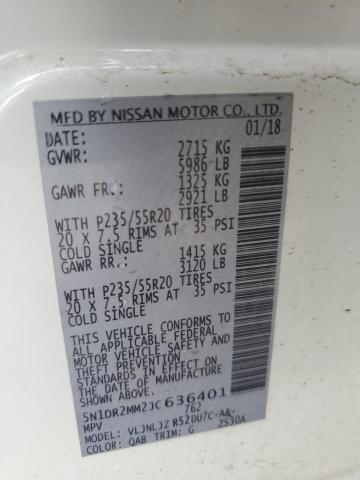 MFD BY NISSAN MOTOR CO., LTD.
DATE: 01/18
GVWR: 2715 KG
5986 LB
GAWR FR: 1325 KG
2921 LB
WITH P235/55R20 TIRES
20 X 7.5 RIMS AT 35 PSI
COLD SINGLE
GAWR RR.: 1415 KG
3120 LB
WITH P235/55R20 TIRES
20 X 7.5 RIMS AT 35 PSI
COLD SINGLE
THIS VEHICLE CONFORMS TO
ALL APPLICABLE FEDERAL
MOTOR VEHICLE SAFETY
AND THEFT PREVENTION
STANDARDS IN EFFECT ON
THE DATE OF MANUFACTURE
SHOWN ABOVE
5N1DR2MM2JC636401
MPV 762
MODEL: VLJNLJZ R52DU7C-AA-
COLOR: QAB TRIM: G